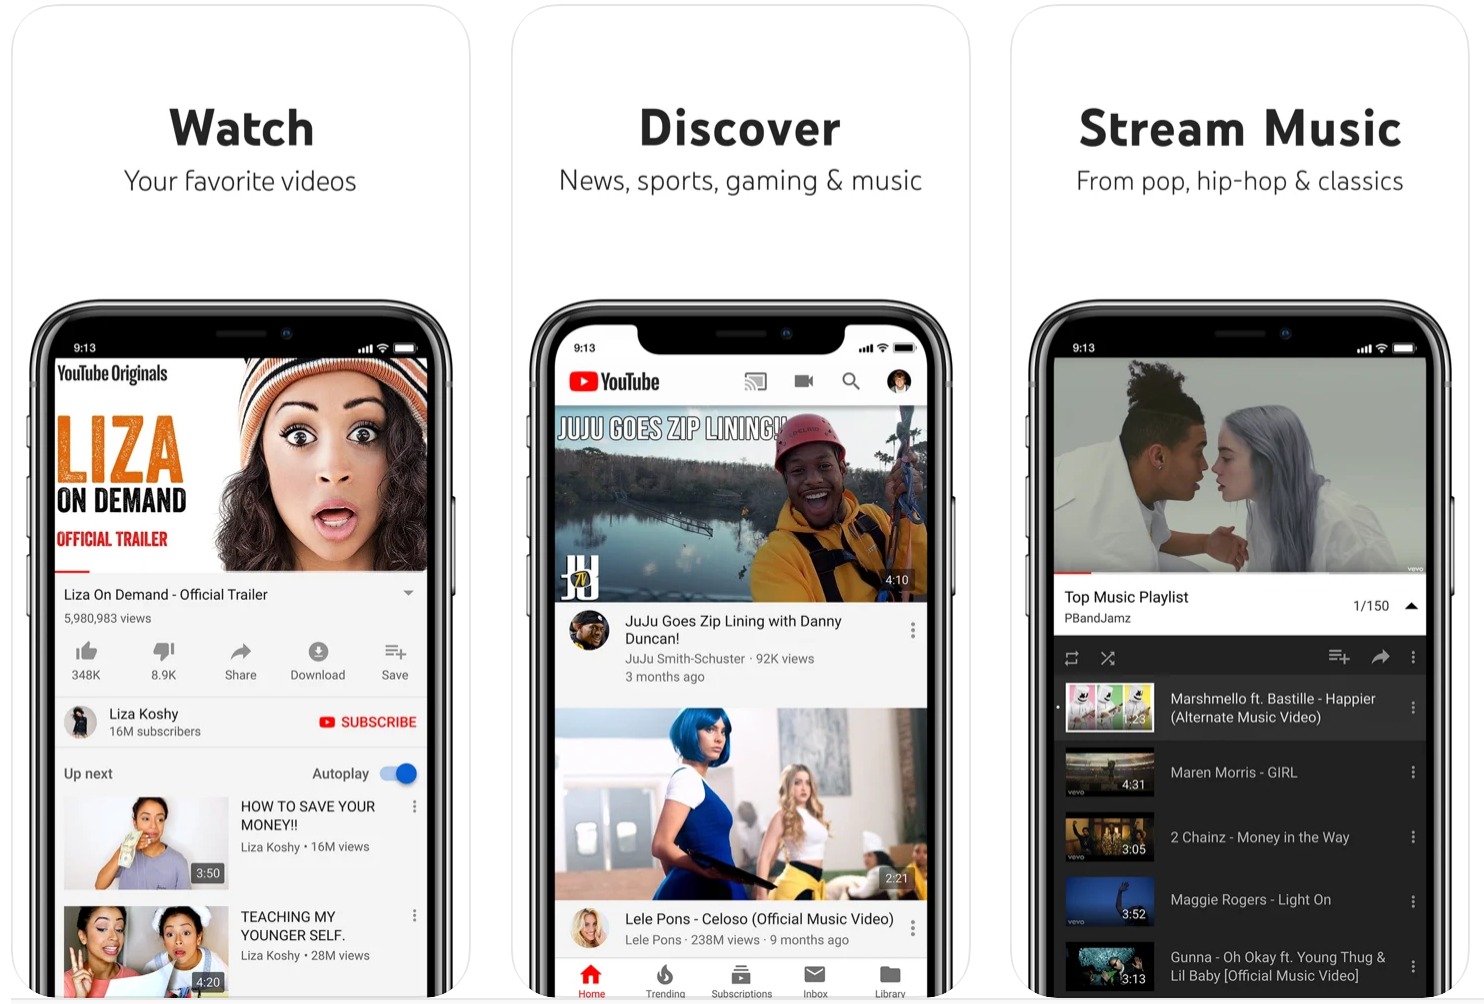 Watch
Your favorite videos
9:13
YouTube Originals
LIZA
ON DEMAND
OFFICIAL TRAILER
Liza On Demand - Official Trailer
5,980,983 views
348K
8.9K
Share
Download
Save
Liza Koshy
16M subscribers
SUBSCRIBE
Up next
Autoplay
HOW TO SAVE YOUR
MONEY!!
Liza Koshy • 16M views
3:50
TEACHING MY
YOUNGER SELF.
Liza Koshy • 28M views
4:20
Discover
News, sports, gaming & music
9:13
YouTube
JUJU GOES ZIP LINING!!
JU
TV
4:10
JuJu Goes Zip Lining with Danny
Duncan!
JuJu Smith-Schuster · 92K views
3 months ago
2:21
Lele Pons - Celoso (Official Music Video)
Lele Pons · 238M views · 9 months ago
Home
Trending
Subscriptions
Inbox
Library
Stream Music
From pop, hip-hop & classics
9:13
vevo
Top Music Playlist
PBandJamz
1/150
1:23
Marshmello ft. Bastille - Happier
(Alternate Music Video)
vevo
4:31
Maren Morris - GIRL
vevo
3:05
2 Chainz - Money in the Way
vevo
3:52
Maggie Rogers - Light On
vevo
3:13
Gunna - Oh Okay ft. Young Thug &
Lil Baby [Official Music Video]